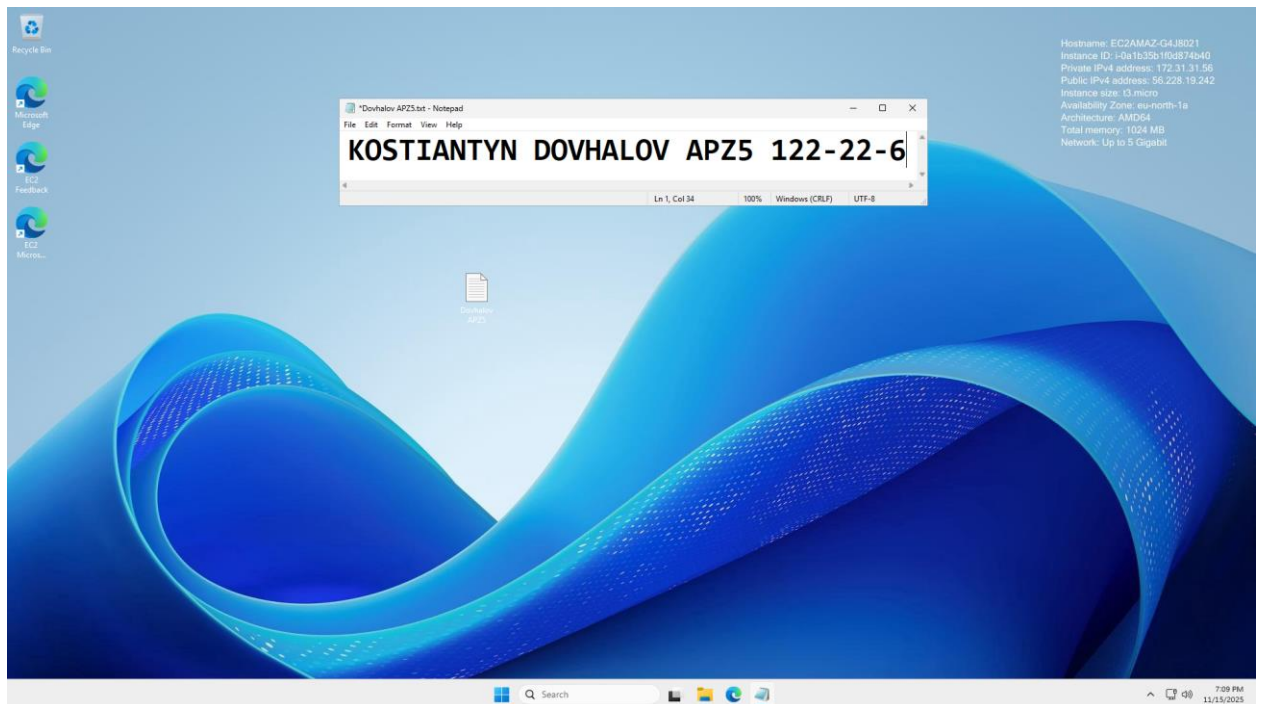 Recycle Bin
Microsoft
Edge
EC2
Feedback
EC2
Micros...
Hostname: EC2AMAZ-G4J8021
Instance ID: i-0a1b35b1f0d874b40
Private IPv4 address: 172.31.31.56
Public IPv4 address: 56.228.19.242
Instance size: t3.micro
Availability Zone: eu-north-1a
Architecture: AMD64
Total memory: 1024 MB
Network: Up to 5 Gigabit
*Dovhalov APZ5.txt - Notepad
File Edit Format View Help
KOSTIANTYN DOVHALOV APZ5 122-22-6
Ln 1, Col 34 100% Windows (CRLF) UTF-8
Dovhalov
APZ5
Search
7:09 PM
11/15/2025